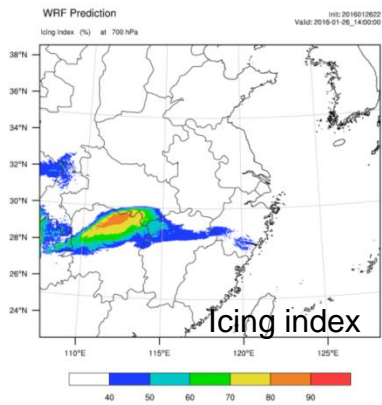 WRF Prediction
Init: 2016012622
Valid: 2016-01-26_14:00:00
Icing Index (%) at 700 hPa
38°N
36°N
34°N
32°N
30°N
28°N
26°N
24°N
Icing index
110°E 115°E 120°E 125°E
40 50 60 70 80 90